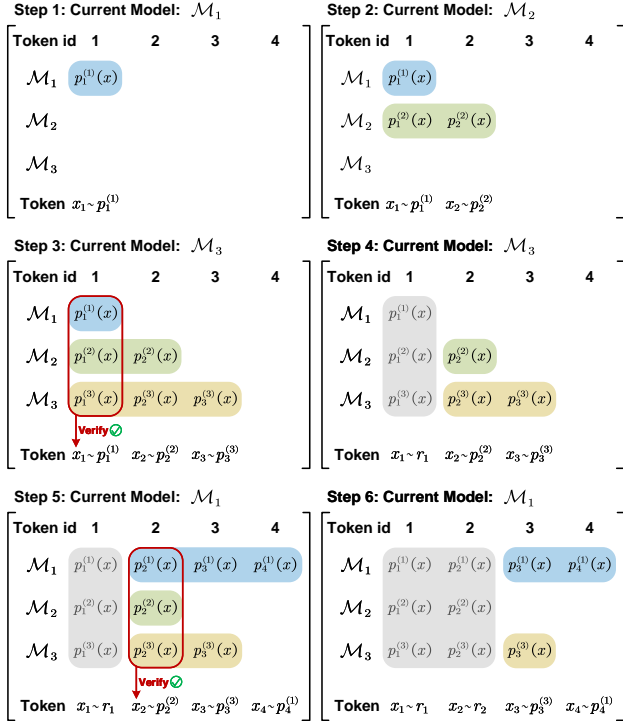 Step 1: Current Model: ℳ₁
Token id 1 2 3 4
ℳ₁ p₁⁽¹⁾(x)
ℳ₂
ℳ₃
Token x₁~p₁⁽¹⁾
Step 2: Current Model: ℳ₂
Token id 1 2 3 4
ℳ₁ p₁⁽¹⁾(x)
ℳ₂ p₁⁽²⁾(x) p₂⁽²⁾(x)
ℳ₃
Token x₁~p₁⁽¹⁾ x₂~p₂⁽²⁾
Step 3: Current Model: ℳ₃
Token id 1 2 3 4
ℳ₁ p₁⁽¹⁾(x)
ℳ₂ p₁⁽²⁾(x) p₂⁽²⁾(x)
ℳ₃ p₁⁽³⁾(x) p₂⁽³⁾(x) p₃⁽³⁾(x)
Verify
Token x₁~p₁⁽¹⁾ x₂~p₂⁽²⁾ x₃~p₃⁽³⁾
Step 4: Current Model: ℳ₃
Token id 1 2 3 4
ℳ₁ p₁⁽¹⁾(x)
ℳ₂ p₁⁽²⁾(x) p₂⁽²⁾(x)
ℳ₃ p₁⁽³⁾(x) p₂⁽³⁾(x) p₃⁽³⁾(x)
Token x₁~r₁ x₂~p₂⁽²⁾ x₃~p₃⁽³⁾
Step 5: Current Model: ℳ₁
Token id 1 2 3 4
ℳ₁ p₁⁽¹⁾(x) p₂⁽¹⁾(x) p₃⁽¹⁾(x) p₄⁽¹⁾(x)
ℳ₂ p₁⁽²⁾(x) p₂⁽²⁾(x)
ℳ₃ p₁⁽³⁾(x) p₂⁽³⁾(x) p₃⁽³⁾(x)
Verify
Token x₁~r₁ x₂~p₂⁽²⁾ x₃~p₃⁽³⁾ x₄~p₄⁽¹⁾
Step 6: Current Model: ℳ₁
Token id 1 2 3 4
ℳ₁ p₁⁽¹⁾(x) p₂⁽¹⁾(x) p₃⁽¹⁾(x) p₄⁽¹⁾(x)
ℳ₂ p₁⁽²⁾(x) p₂⁽²⁾(x)
ℳ₃ p₁⁽³⁾(x) p₂⁽³⁾(x) p₃⁽³⁾(x)
Token x₁~r₁ x₂~r₂ x₃~p₃⁽³⁾ x₄~p₄⁽¹⁾